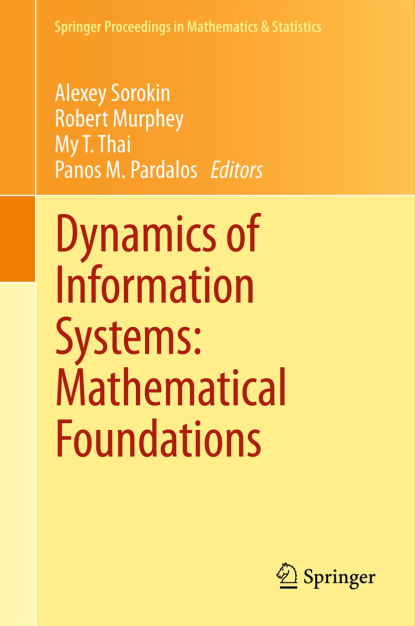 Springer Proceedings in Mathematics & Statistics
Alexey Sorokin
Robert Murphey
My T. Thai
Panos M. Pardalos Editors
Dynamics of
Information
Systems:
Mathematical
Foundations
Springer